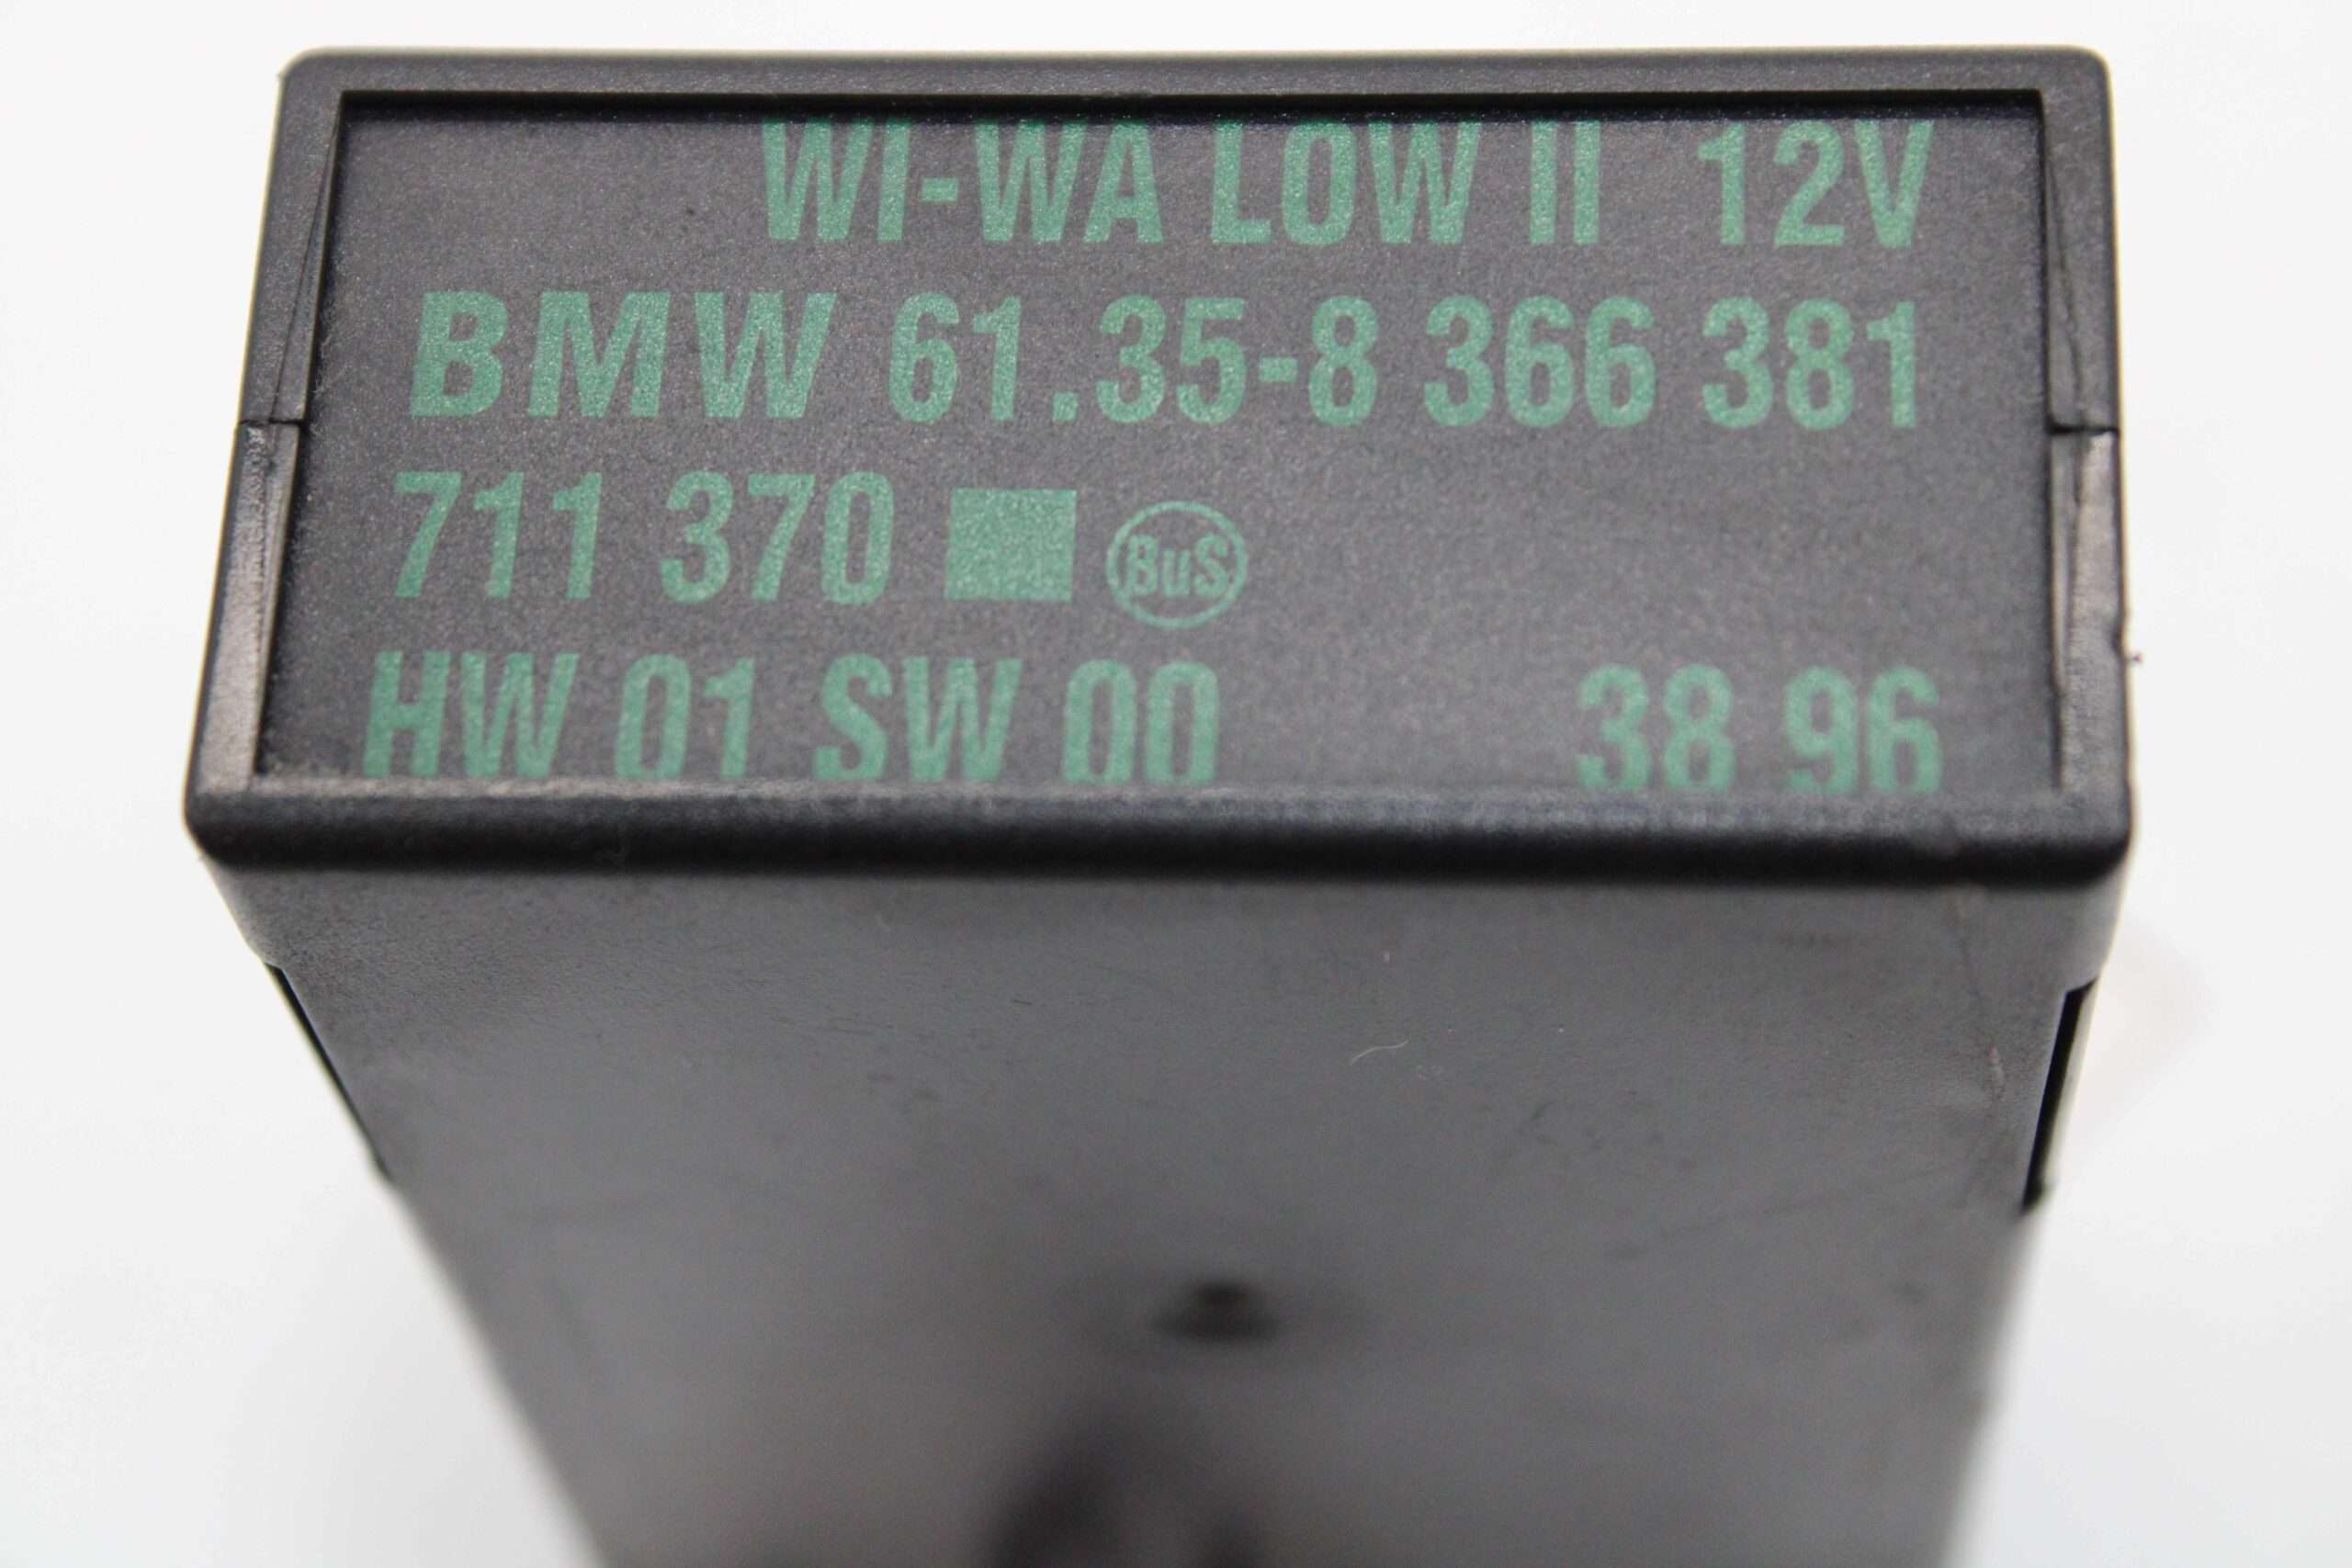 WI-WA LOW II 12V
BMW 61.35-8 366 381
711 370 BuS
HW 01 SW 00 38 96